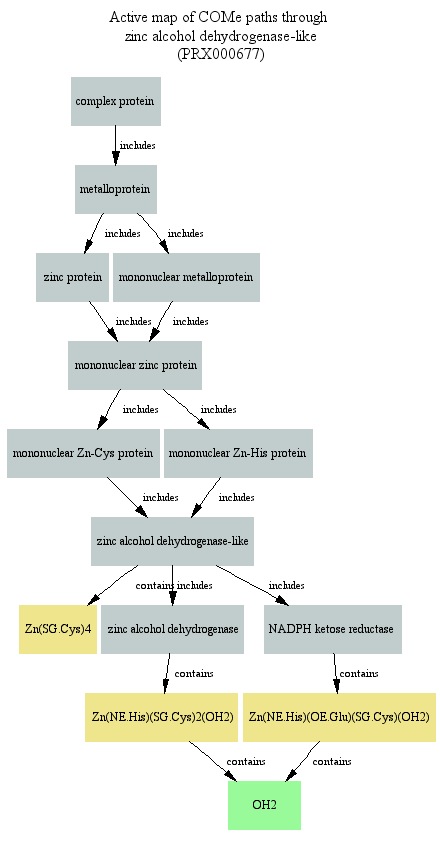 Active map of COMe paths through
zinc alcohol dehydrogenase-like
(PRX000677)
complex protein
includes
metalloprotein
includes
includes
zinc protein
mononuclear metalloprotein
includes
includes
mononuclear zinc protein
includes
includes
mononuclear Zn-Cys protein
mononuclear Zn-His protein
includes
includes
zinc alcohol dehydrogenase-like
contains
includes
includes
Zn(SG.Cys)4
zinc alcohol dehydrogenase
NADPH ketose reductase
contains
contains
Zn(NE.His)(SG.Cys)2(OH2)
Zn(NE.His)(OE.Glu)(SG.Cys)(OH2)
contains
contains
OH2